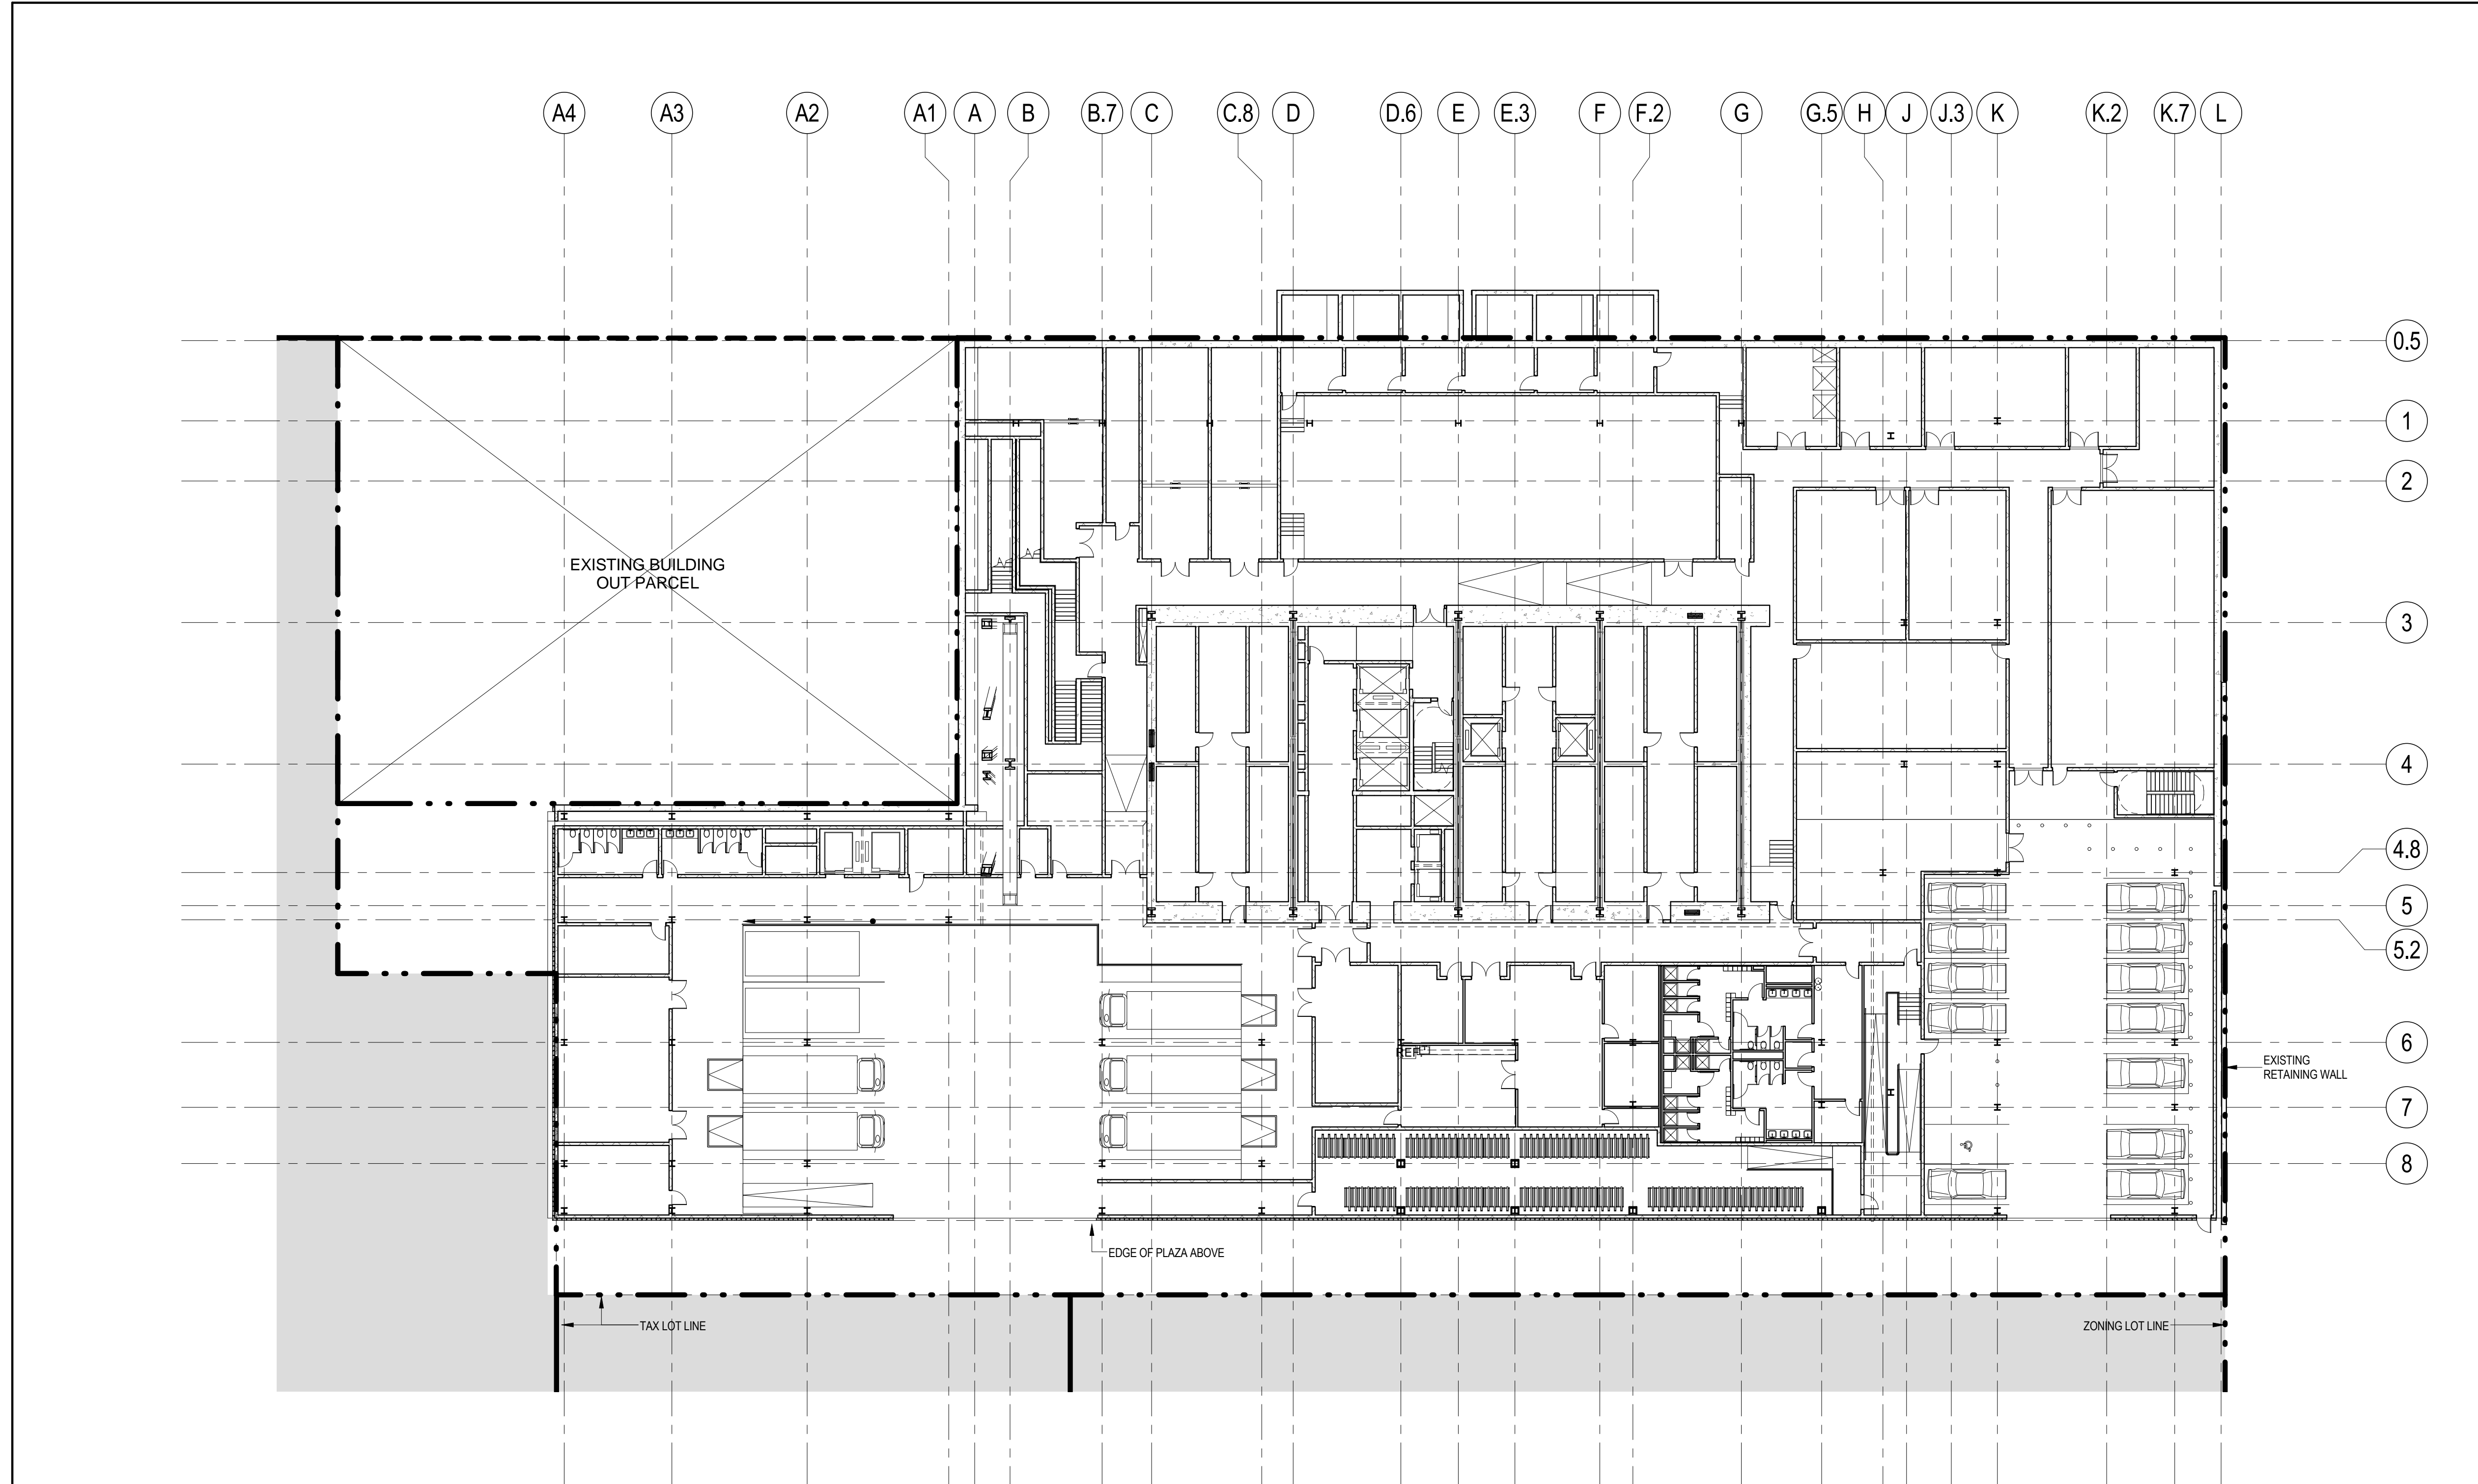 A4
A3
A2
A1
A
B
B.7
C
C.8
D
D.6
E
E.3
F
F.2
G
G.5
H
J
J.3
K
K.2
K.7
L
0.5
1
2
EXISTING BUILDING
OUT PARCEL
3
4
4.8
5
5.2
6
REF.
EXISTING
RETAINING WALL
7
8
EDGE OF PLAZA ABOVE
TAX LOT LINE
ZONING LOT LINE